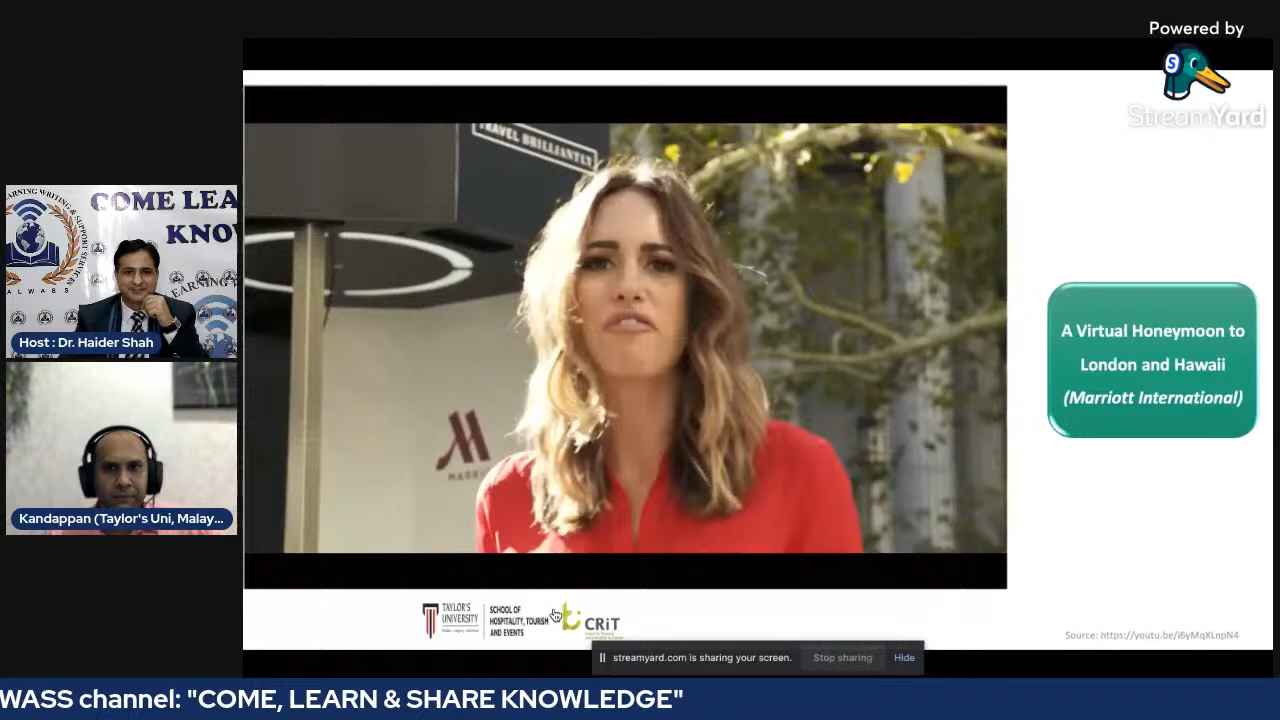 Powered by
StreamYard
TRAVEL BRILLIANTLY
COME LEA
KNO
ALWASS
Host : Dr. Haider Shah
Kandappan (Taylor's Uni, Malay...
A Virtual Honeymoon to
London and Hawaii
(Marriott International)
TAYLOR'S
UNIVERSITY
SCHOOL OF
HOSPITALITY, TOURISM
AND EVENTS
CRiT
Source: https://youtu.be/i6yMqXLnpN4
streamyard.com is sharing your screen.
Stop sharing
Hide
WASS channel: "COME, LEARN & SHARE KNOWLEDGE"